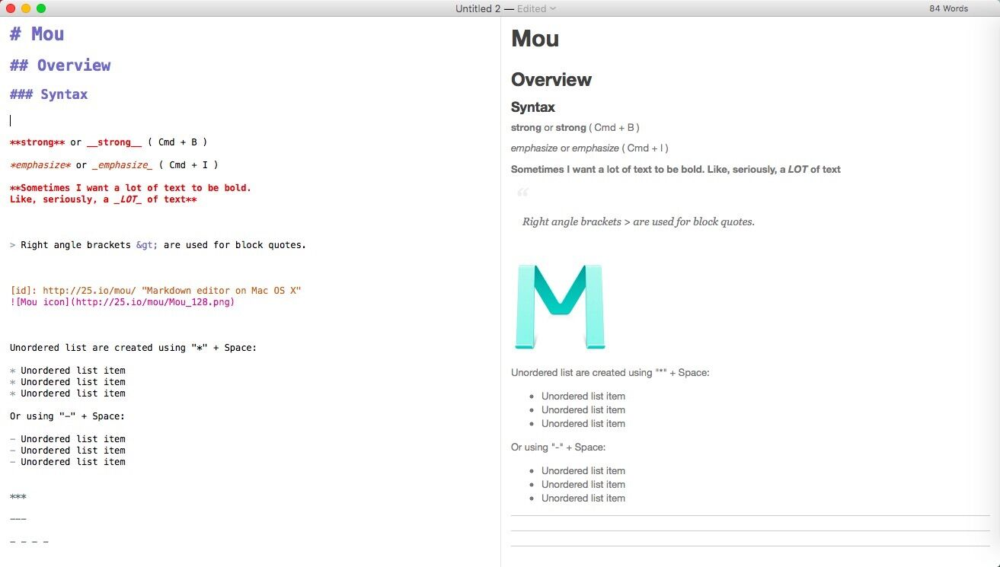 Untitled 2 — Edited
84 Words
# Mou
## Overview
### Syntax
**strong** or __strong__ ( Cmd + B )
*emphasize* or _emphasize_ ( Cmd + I )
**Sometimes I want a lot of text to be bold.
Like, seriously, a _LOT_ of text**
> Right angle brackets &gt; are used for block quotes.
[id]: http://25.io/mou/ "Markdown editor on Mac OS X"
![Mou icon](http://25.io/mou/Mou_128.png)
Unordered list are created using "*" + Space:
* Unordered list item
* Unordered list item
* Unordered list item
Or using "-" + Space:
- Unordered list item
- Unordered list item
- Unordered list item
***
---
- - - -
Mou
Overview
Syntax
strong or strong ( Cmd + B )
emphasize or emphasize ( Cmd + I )
Sometimes I want a lot of text to be bold. Like, seriously, a LOT of text
“
Right angle brackets > are used for block quotes.
M
Unordered list are created using "*" + Space:
• Unordered list item
• Unordered list item
• Unordered list item
Or using "-" + Space:
• Unordered list item
• Unordered list item
• Unordered list item